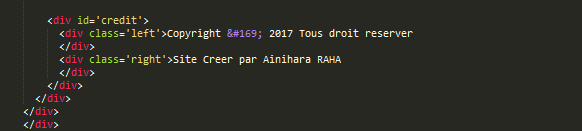 <div id='credit'>
<div class='left'>Copyright &#169; 2017 Tous droit reserver
</div>
<div class='right'>Site Creer par Ainihara RAHA
</div>
</div>
</div>
</div>
</div>